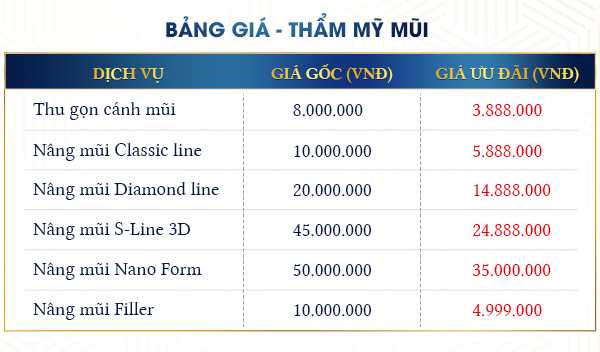 BẢNG GIÁ - THẨM MỸ MŨI
DỊCH VỤ GIÁ GỐC (VNĐ) GIÁ ƯU ĐÃI (VNĐ)
Thu gọn cánh mũi 8.000.000 3.888.000
Nâng mũi Classic line 10.000.000 5.888.000
Nâng mũi Diamond line 20.000.000 14.888.000
Nâng mũi S-Line 3D 45.000.000 24.888.000
Nâng mũi Nano Form 50.000.000 35.000.000
Nâng mũi Filler 10.000.000 4.999.000